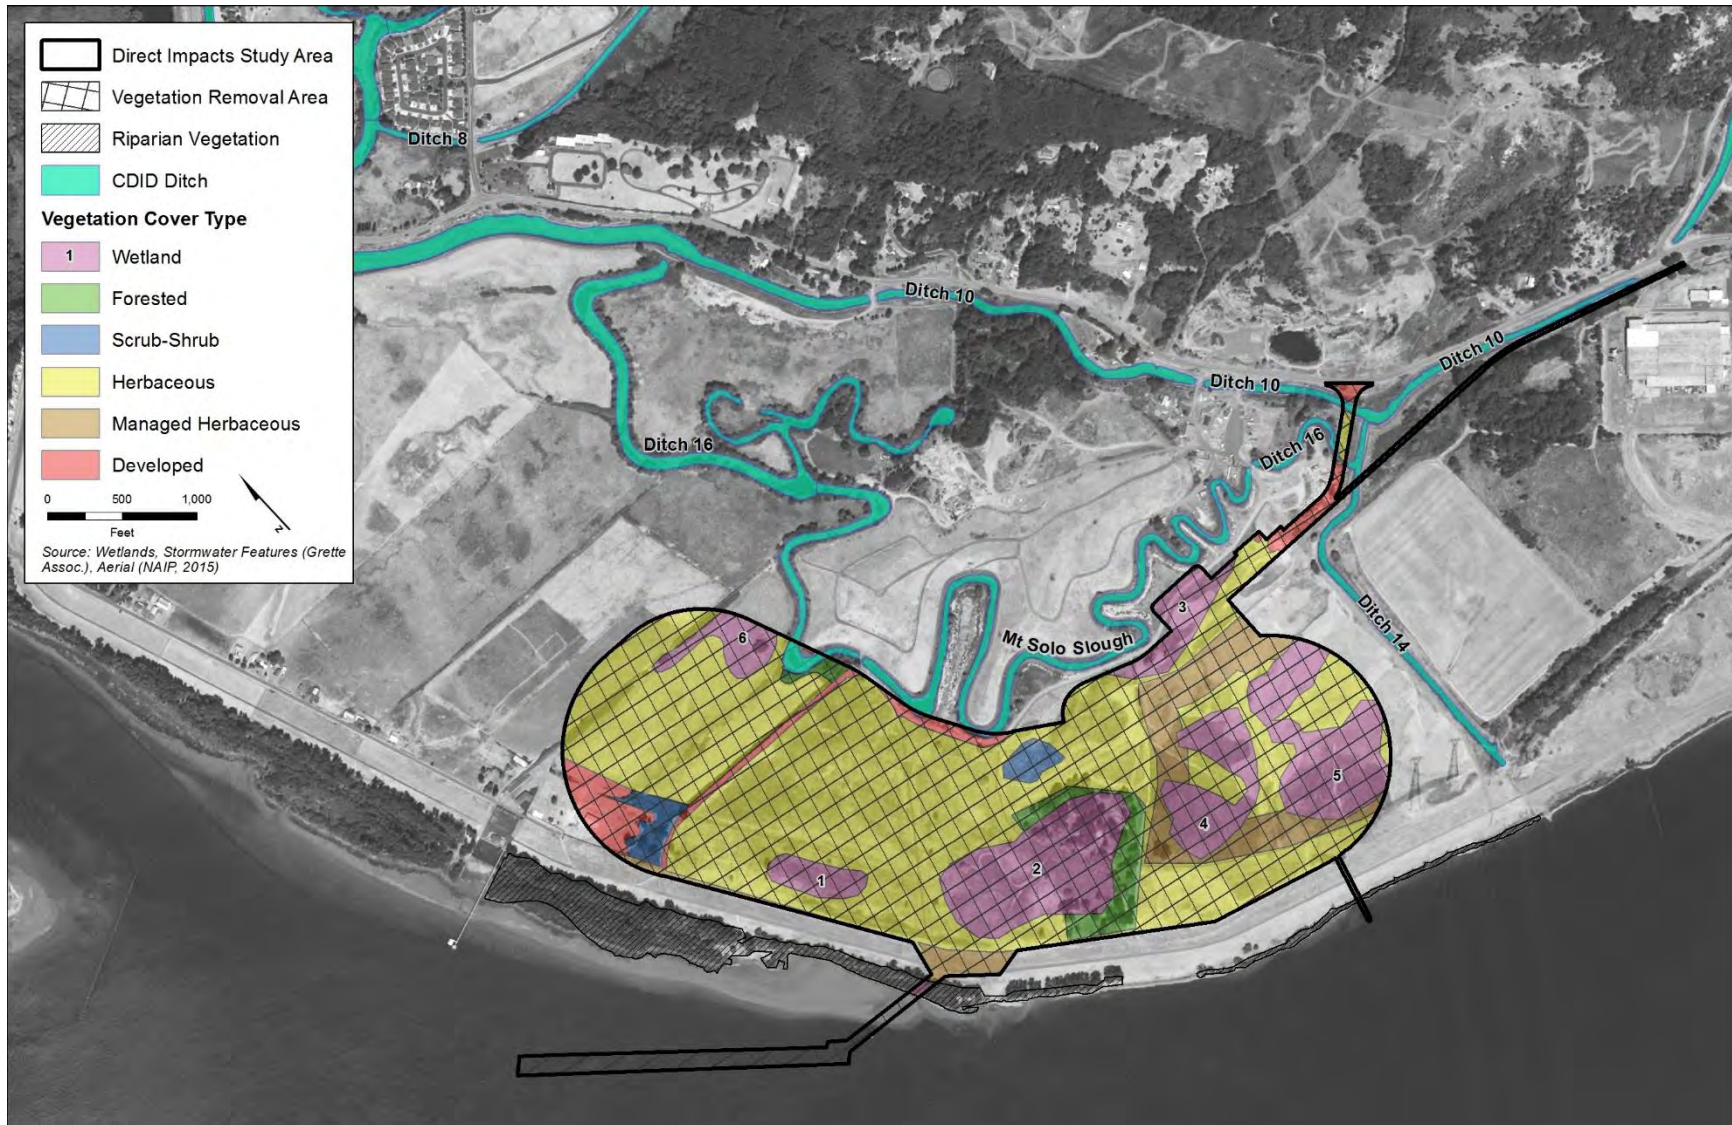 Direct Impacts Study Area
Vegetation Removal Area
Riparian Vegetation
CDID Ditch
Vegetation Cover Type
1 Wetland
Forested
Scrub-Shrub
Herbaceous
Managed Herbaceous
Developed
0 500 1,000
Feet
N
Source: Wetlands, Stormwater Features (Grette
Assoc.), Aerial (NAIP, 2015)
Ditch 8
Ditch 10
Ditch 10
Ditch 10
Ditch 16
Ditch 16
Mt Solo Slough
Ditch 14
3
6
5
4
2
1